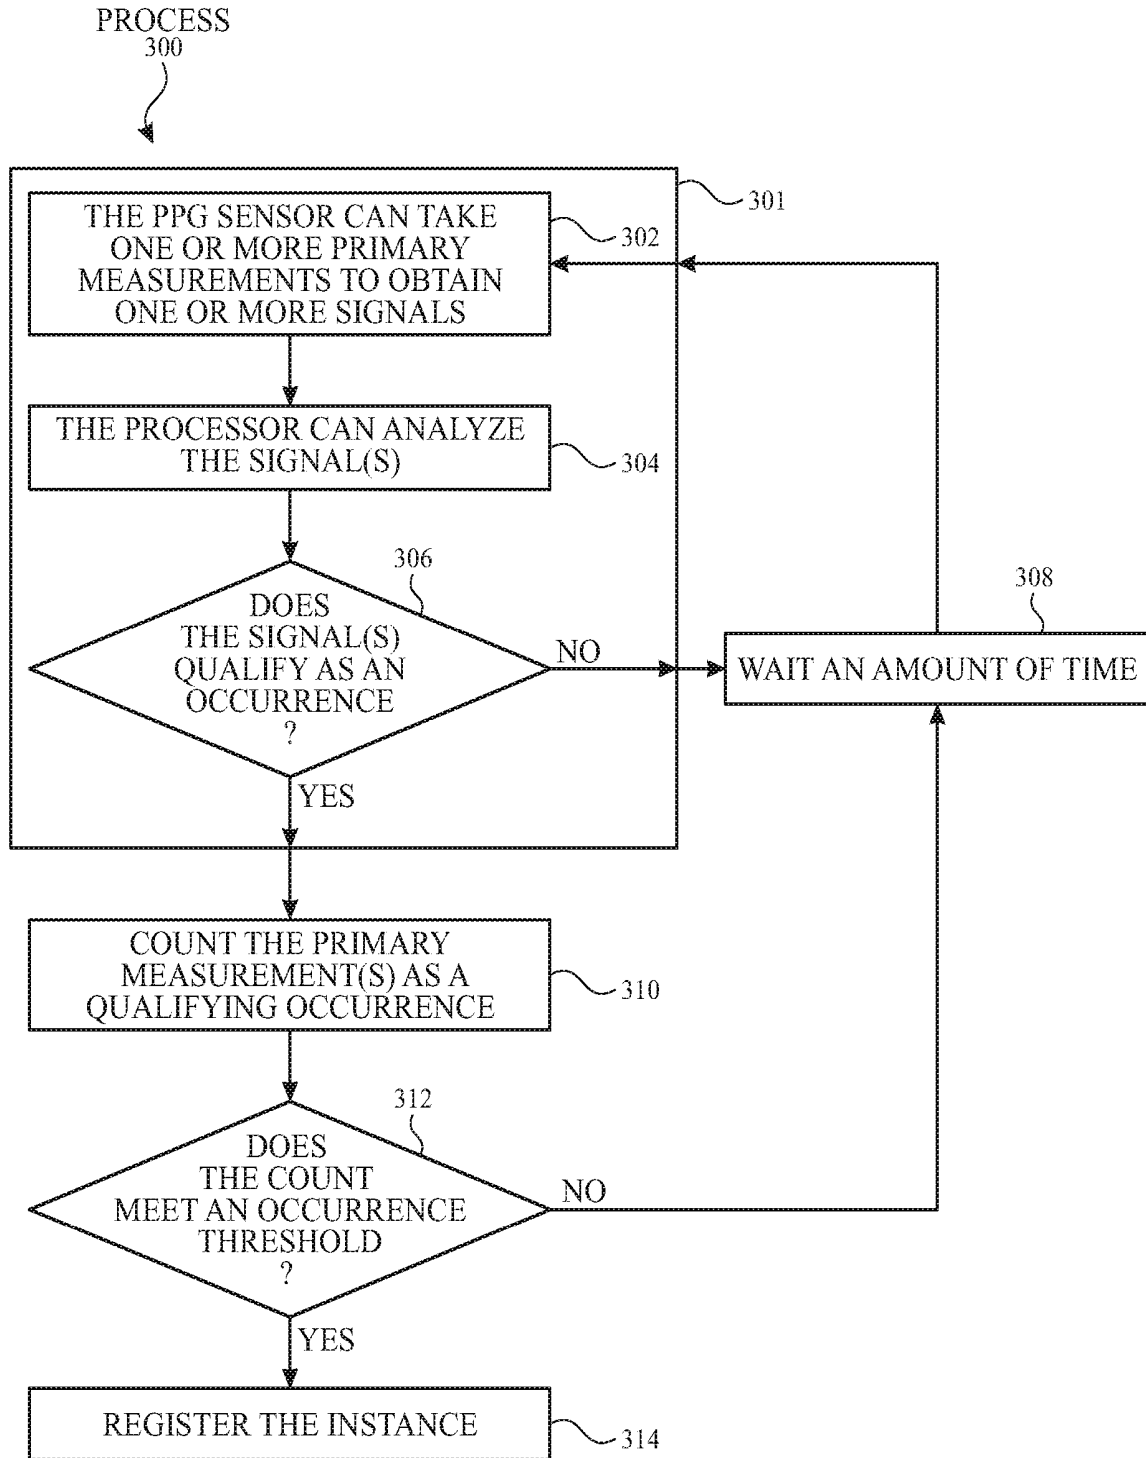 PROCESS
300
THE PPG SENSOR CAN TAKE
ONE OR MORE PRIMARY
MEASUREMENTS TO OBTAIN
ONE OR MORE SIGNALS
301
302
THE PROCESSOR CAN ANALYZE
THE SIGNAL(S)
304
306
DOES
THE SIGNAL(S)
QUALIFY AS AN
OCCURRENCE
?
NO
308
WAIT AN AMOUNT OF TIME
YES
COUNT THE PRIMARY
MEASUREMENT(S) AS A
QUALIFYING OCCURRENCE
310
312
DOES
THE COUNT
MEET AN OCCURRENCE
THRESHOLD
?
NO
YES
REGISTER THE INSTANCE
314